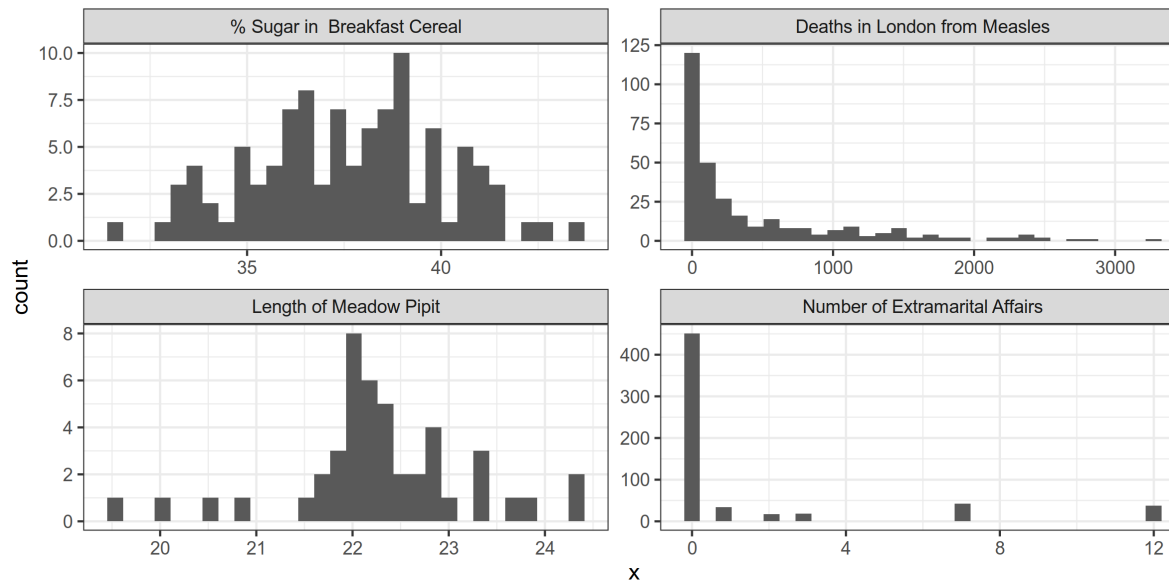 % Sugar in  Breakfast Cereal
10.0
7.5
5.0
2.5
0.0
35 40
Deaths in London from Measles
125
100
75
50
25
0
0 1000 2000 3000
count
Length of Meadow Pipit
8
6
4
2
0
20 21 22 23 24
Number of Extramarital Affairs
400
300
200
100
0
0 4 8 12
x